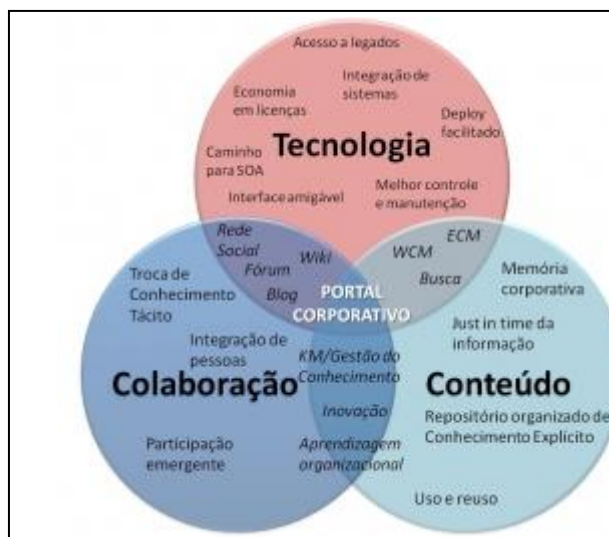 Acesso a legados
Economia
em licenças
Integração de
sistemas
Deploy
facilitado
Tecnologia
Caminho
para SOA
Interface amigável
Melhor controle
e manutenção
Rede
Social
Wiki
Fórum
Blog
ECM
WCM
Busca
PORTAL
CORPORATIVO
Troca de
Conhecimento
Tácito
Integração de
pessoas
Colaboração
Participação
emergente
KM/Gestão do
Conhecimento
Inovação
Aprendizagem
organizacional
Memória
corporativa
Just in time da
informação
Conteúdo
Repositório organizado de
Conhecimento Explícito
Uso e reuso